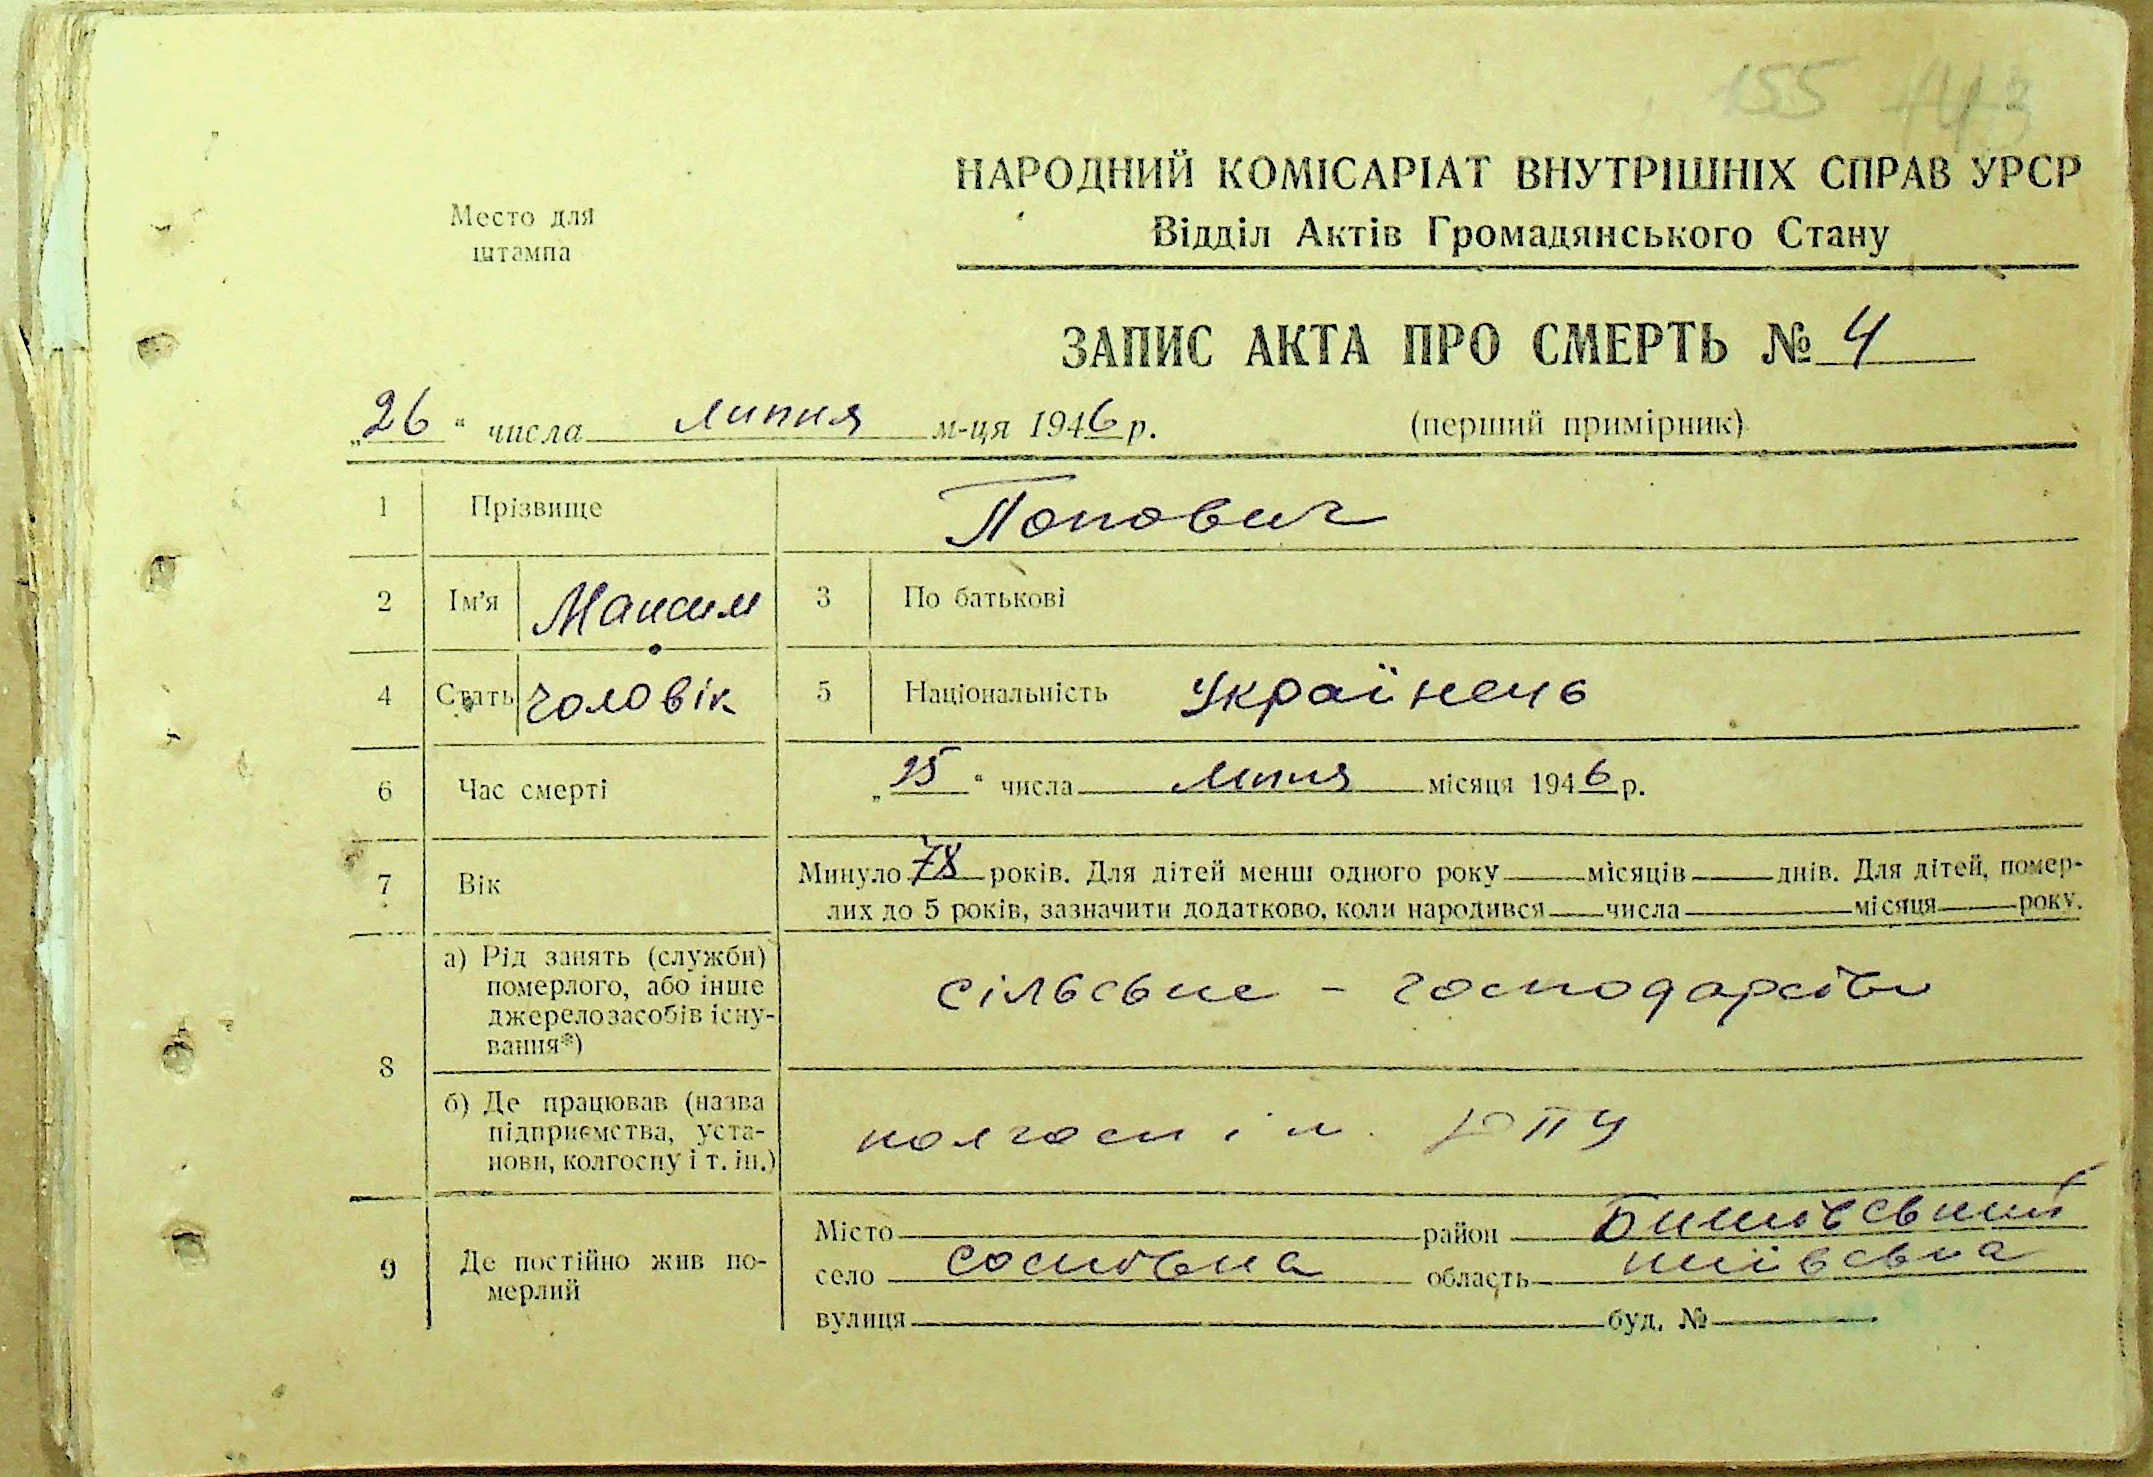 155 143
Место для
штампа
НАРОДНИЙ КОМІСАРІАТ ВНУТРІШНІХ СПРАВ УРСР
Відділ Актів Громадянського Стану
ЗАПИС АКТА ПРО СМЕРТЬ № 4
„26“ числа липня м-ця 1946 р. (перший примірник)
1 Прізвище Попович
2 Ім'я Максим 3 По батькові
4 Стать чоловік 5 Національність Українець
6 Час смерті „25“ числа липня місяця 1946 р.
7 Вік Минуло 78 років. Для дітей менш одного року місяців днів. Для дітей, помер-
лих до 5 років, зазначити додатково, коли народився числа місяця року.
8 а) Рід занять (служби)
померлого, або інше
джерело засобів існу-
вання*)
сільське - господарство
б) Де працював (назва
підприємства, уста-
нови, колгоспу і т. ін.)
колгосп ім.
9 Де постійно жив по-
мерлий
Місто район Бишівський
село Соснівка область київська
вулиця буд. №